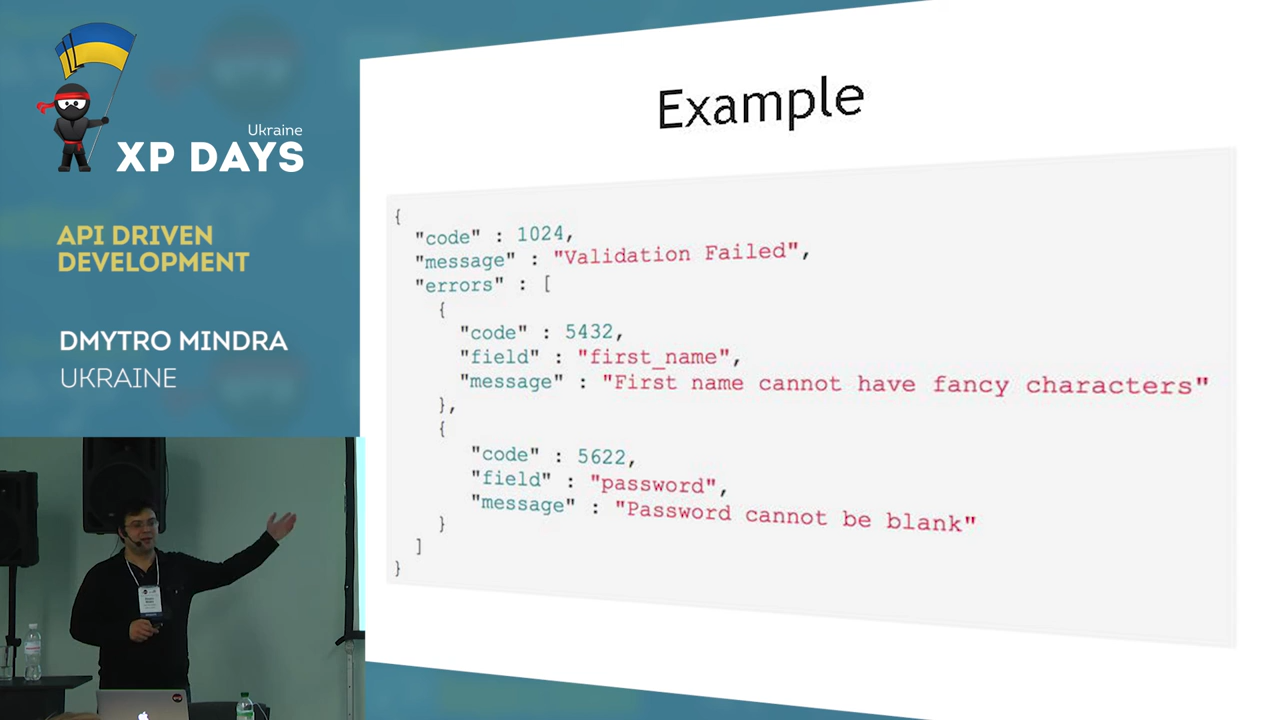 Ukraine
XP DAYS
API DRIVEN
DEVELOPMENT
DMYTRO MINDRA
UKRAINE
Example
{
"code" : 1024,
"message" : "Validation Failed",
"errors" : [
{
"code" : 5432,
"field" : "first_name",
"message" : "First name cannot have fancy characters"
},
{
"code" : 5622,
"field" : "password",
"message" : "Password cannot be blank"
}
]
}